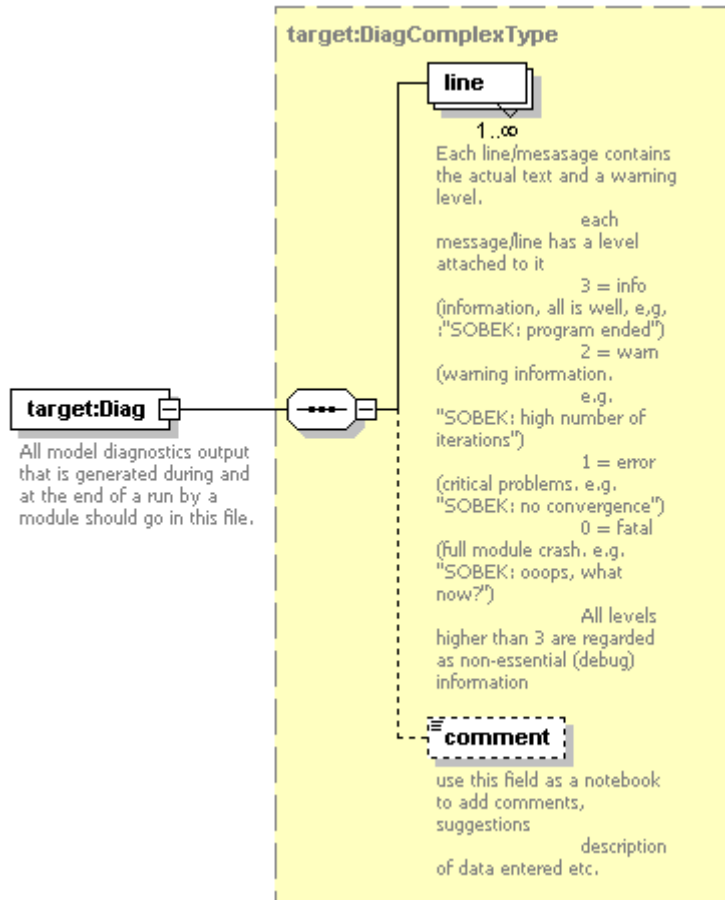 target:DiagComplexType
line
1..∞
Each line/mesasage contains
the actual text and a warning
level.
each
message/line has a level
attached to it
3 = info
(information, all is well, e,g,
:"SOBEK: program ended")
2 = warn
(warning information.
e.g.
"SOBEK: high number of
iterations")
1 = error
(critical problems. e.g.
"SOBEK: no convergence")
0 = fatal
(full module crash. e.g.
"SOBEK: ooops, what
now?")
All levels
higher than 3 are regarded
as non-essential (debug)
information
target:Diag
All model diagnostics output
that is generated during and
at the end of a run by a
module should go in this file.
comment
use this field as a notebook
to add comments,
suggestions
description
of data entered etc.